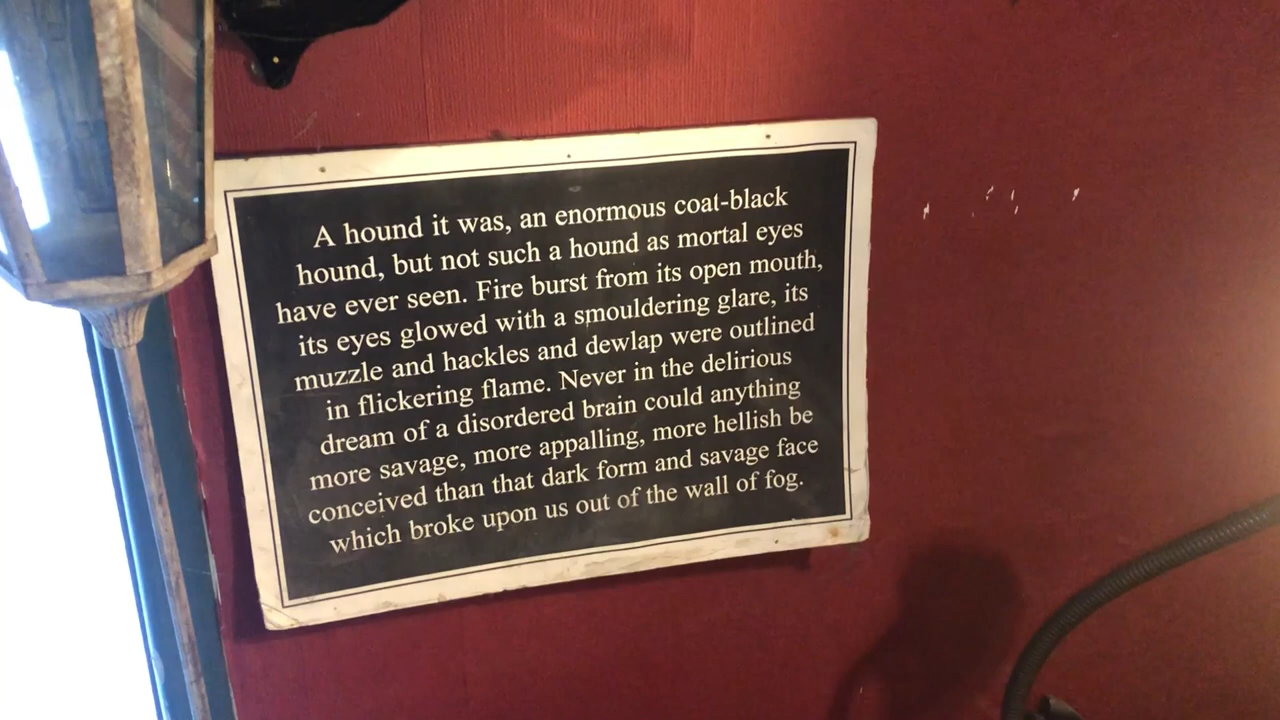 A hound it was, an enormous coat-black
hound, but not such a hound as mortal eyes
have ever seen. Fire burst from its open mouth,
its eyes glowed with a smouldering glare, its
muzzle and hackles and dewlap were outlined
in flickering flame. Never in the delirious
dream of a disordered brain could anything
more savage, more appalling, more hellish be
conceived than that dark form and savage face
which broke upon us out of the wall of fog.